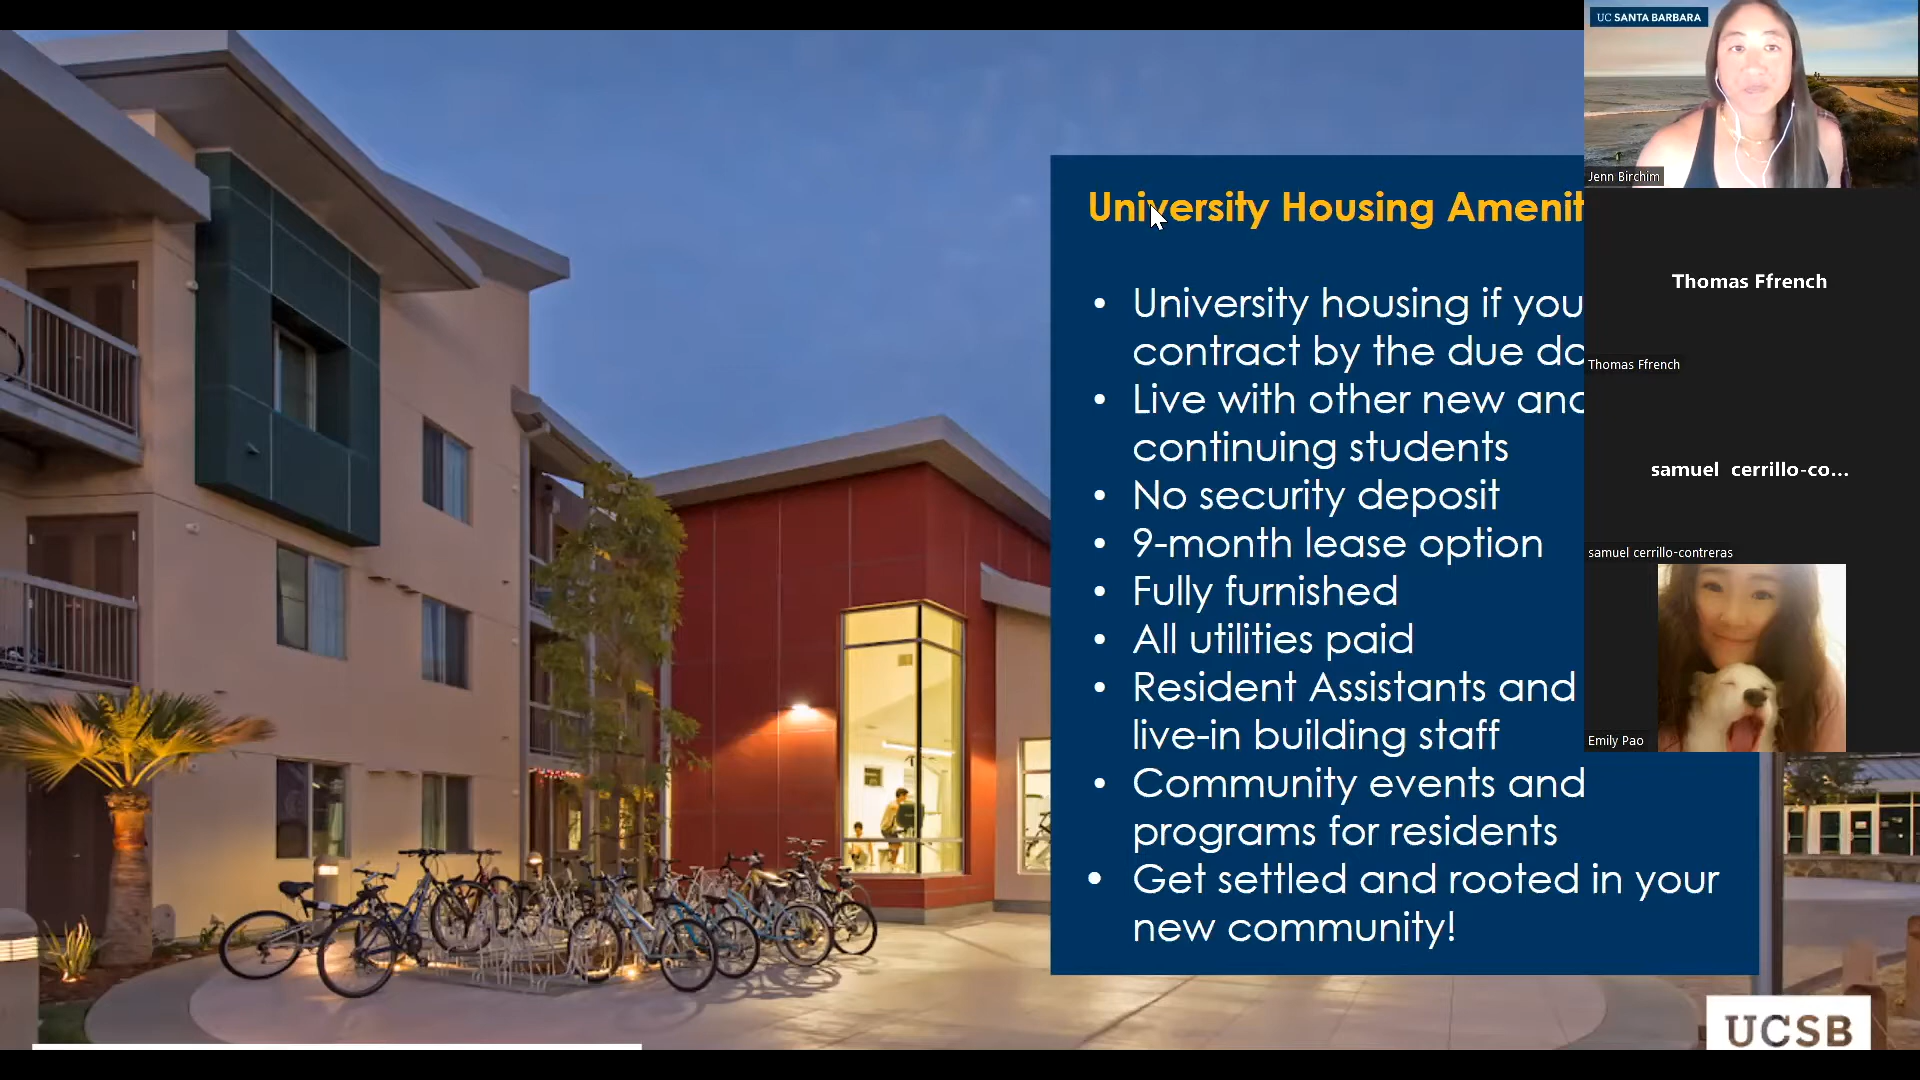 UC SANTA BARBARA
Jenn Birchim
University Housing Amenit
Thomas Ffrench
Thomas Ffrench
samuel cerrillo-co...
samuel cerrillo-contreras
Emily Pao
• University housing if you
contract by the due da
• Live with other new and
continuing students
• No security deposit
• 9-month lease option
• Fully furnished
• All utilities paid
• Resident Assistants and
live-in building staff
• Community events and
programs for residents
• Get settled and rooted in your
new community!
UCSB